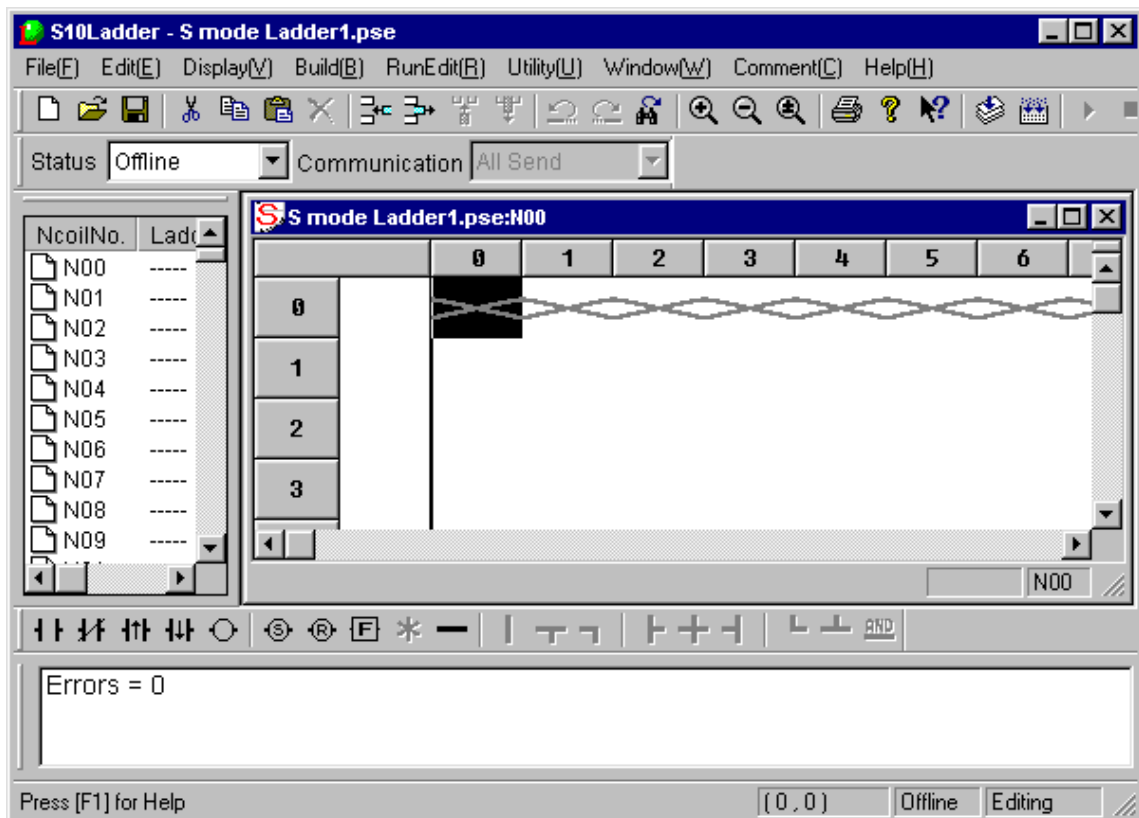 S10Ladder - S mode Ladder1.pse
File(F) Edit(E) Display(V) Build(B) RunEdit(R) Utility(U) Window(W) Comment(C) Help(H)
Status Offline Communication All Send
NcoilNo. Ladd
N00 -----
N01 -----
N02 -----
N03 -----
N04 -----
N05 -----
N06 -----
N07 -----
N08 -----
N09 -----
S mode Ladder1.pse:N00
0 1 2 3 4 5 6
0
1
2
3
N00
S R F AND
Errors = 0
Press [F1] for Help (0,0) Offline Editing